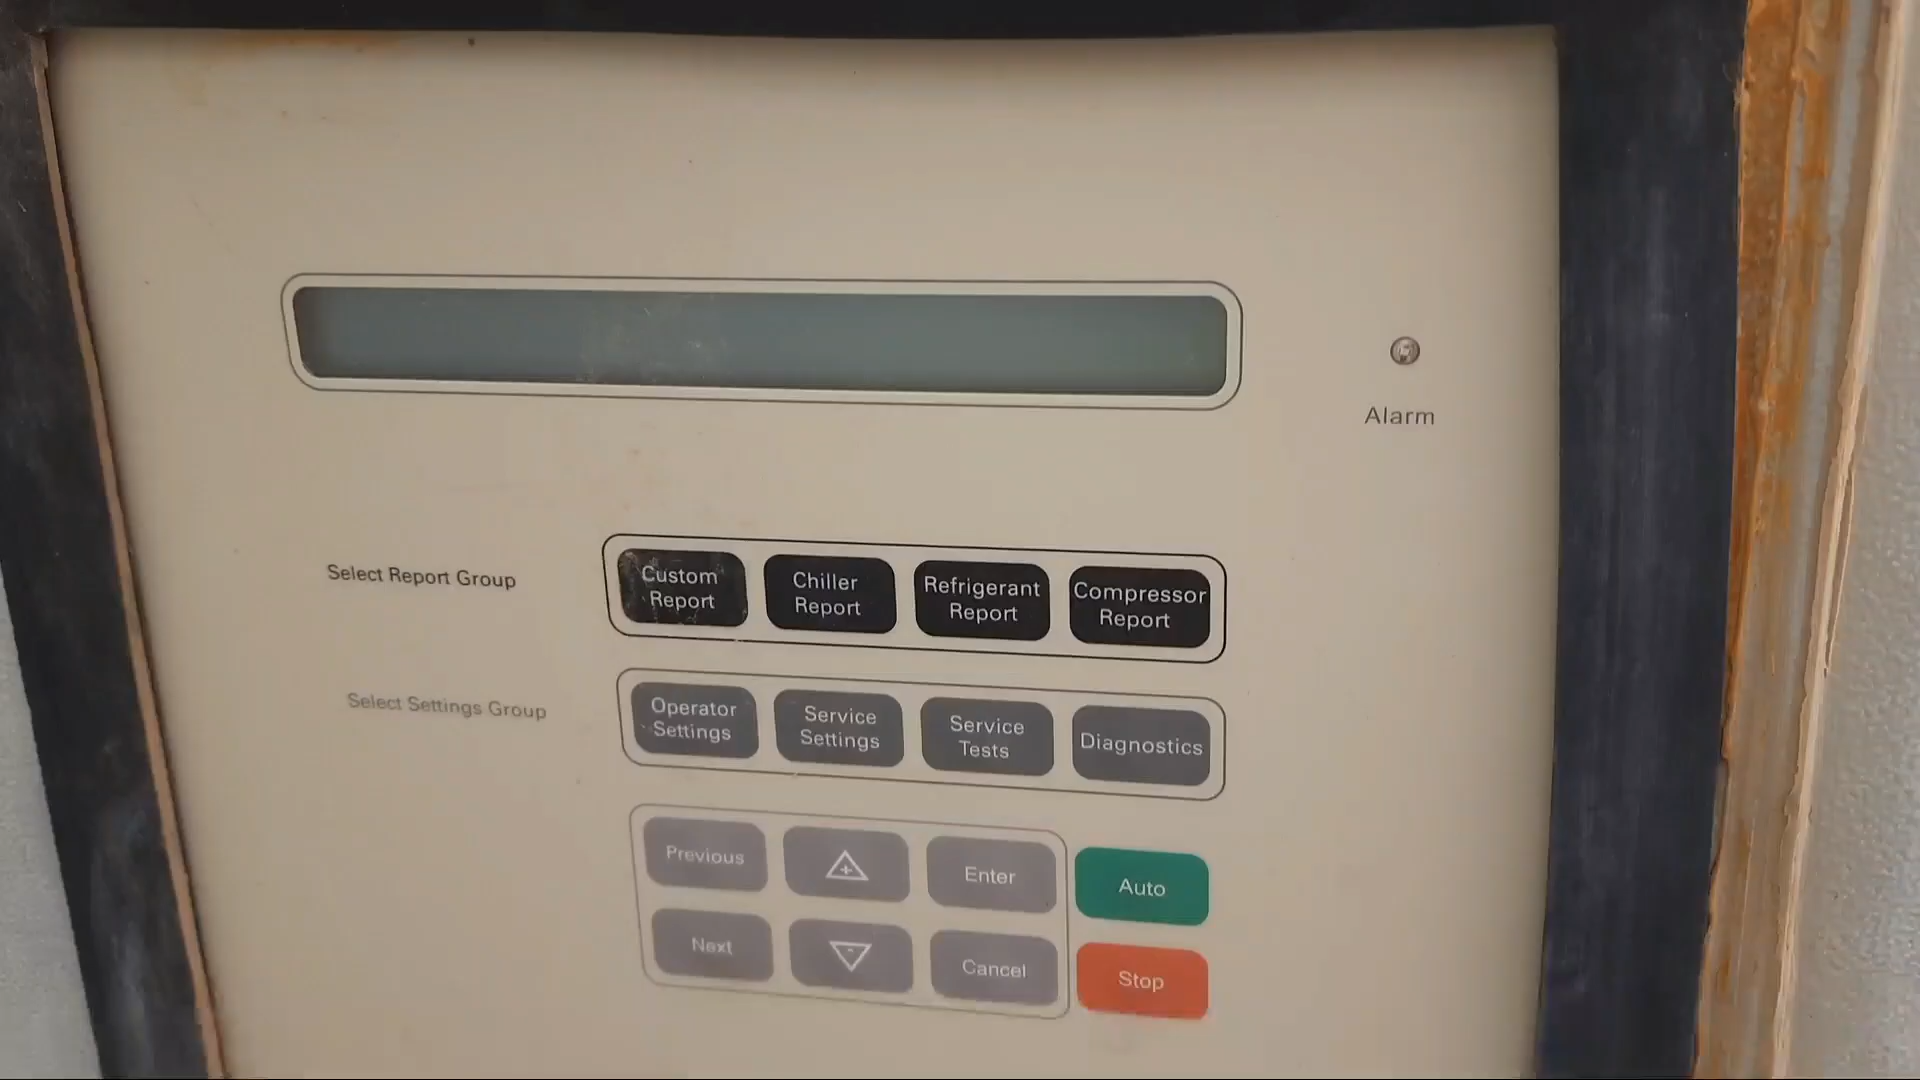 Alarm
Select Report Group
Custom
Report
Chiller
Report
Refrigerant
Report
Compressor
Report
Select Settings Group
Operator
Settings
Service
Settings
Service
Tests
Diagnostics
Previous
+
Enter
Auto
Next
-
Cancel
Stop